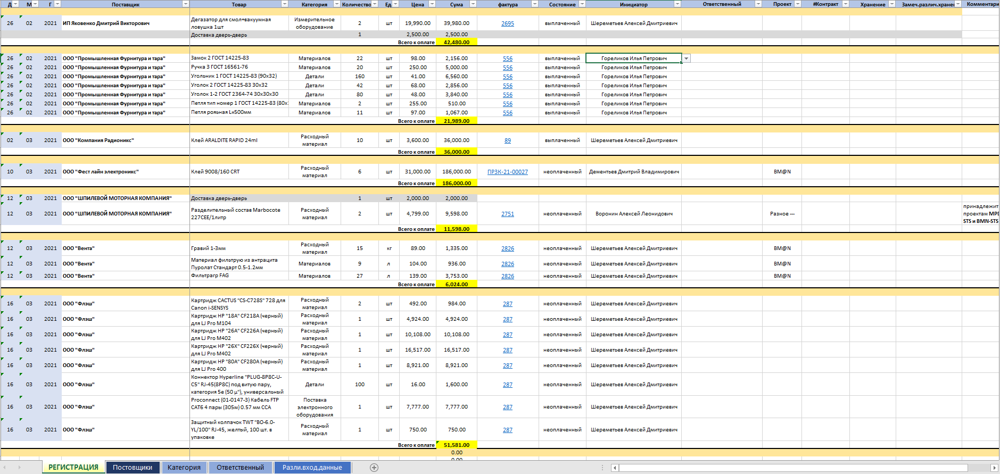 Д М Г Поставщик Товар Категория Количество Ед Цена Сума фактура Состояние Инициатор Ответственный Проект #Контракт Хранение Замеч.различ.хранен Комментари
26 02 2021 ИП Яковенко Дмитрий Викторович Дегазатор для смол+вакуумная ловушка 1шт Измерительное оборудование 2 шт 19,990.00 39,980.00 2695 выплаченный Шереметьев Алексей Дмитриевич
Доставка дверь-дверь 1 2,500.00 2,500.00
Всего к оплате 42,480.00
26 02 2021 ООО "Промышленная Фурнитура и тара" Замок 2 ГОСТ 14225-83 Материалов 22 шт 98.00 2,156.00 556 выплаченный Гореликов Илья Петрович
26 02 2021 ООО "Промышленная Фурнитура и тара" Ручка 3 ГОСТ 16561-76 Материалов 20 шт 250.00 5,000.00 556 выплаченный Гореликов Илья Петрович
26 02 2021 ООО "Промышленная Фурнитура и тара" Угольник 1 ГОСТ 14225-83 (90х32) Детали 160 шт 41.00 6,560.00 556 выплаченный Гореликов Илья Петрович
26 02 2021 ООО "Промышленная Фурнитура и тара" Уголок 2 ГОСТ 14225-83 30х32 Материалов 42 шт 68.00 2,856.00 556 выплаченный Гореликов Илья Петрович
26 02 2021 ООО "Промышленная Фурнитура и тара" Уголок 1-2 ГОСТ 2364-74 30х30х30 Детали 80 шт 48.00 3,840.00 556 выплаченный Гореликов Илья Петрович
26 02 2021 ООО "Промышленная Фурнитура и тара" Петля тип номер 1 ГОСТ 14225-83 (80х Материалов 2 шт 255.00 510.00 556 выплаченный Гореликов Илья Петрович
26 02 2021 ООО "Промышленная Фурнитура и тара" Петля рояьная L=500мм Материалов 11 шт 97.00 1,067.00 556 выплаченный Гореликов Илья Петрович
Всего к оплате 21,989.00
02 03 2021 ООО "Компания Радионикс" Клей ARALDITE RAPID 24ml Расходный материал 10 шт 3,600.00 36,000.00 89 выплаченный Шереметьев Алексей Дмитриевич
Всего к оплате 36,000.00
10 03 2021 ООО "Фест лайн электроникс" Клей 9008/160 CRT Расходный материал 6 шт 31,000.00 186,000.00 ПРЗК-21-00027 неоплаченный Дементьев Дмитрий Владимирович BM@N
Всего к оплате 186,000.00
12 03 2021 ООО "ШПИЛЕВОЙ МОТОРНАЯ КОМПАНИЯ" Доставка дверь-дверь 1 шт 2,000.00 2,000.00
12 03 2021 ООО "ШПИЛЕВОЙ МОТОРНАЯ КОМПАНИЯ" Разделительный состав Marbocote 227CEE/1литр Расходный материал 2 шт 4,799.00 9,598.00 2751 неоплаченный Воронин Алексей Леонидович Разное --- принадлежит проектам MPD STS и BMN-STS
Всего к оплате 11,598.00
12 03 2021 ООО "Вента" Гравий 1-3мм Расходный материал 15 кг 89.00 1,335.00 2826 неоплаченный Шереметьев Алексей Дмитриевич BM@N
12 03 2021 ООО "Вента" Материал фильтрую из антрацита Пуролат Стандарт 0.5-1.2мм Материалов 9 л 104.00 936.00 2826 неоплаченный Шереметьев Алексей Дмитриевич BM@N
12 03 2021 ООО "Вента" Фильтрагр FAG Материалов 27 л 139.00 3,753.00 2826 неоплаченный Шереметьев Алексей Дмитриевич BM@N
Всего к оплате 6,024.00
16 03 2021 ООО "Флэш" Картридж CACTUS "CS-C728S" 728 для Canon i-SENSYS Расходный материал 2 шт 492.00 984.00 287 неоплаченный Шереметьев Алексей Дмитриевич
16 03 2021 ООО "Флэш" Картридж HP "18A" CF218A (черный) для LJ Pro M104 Расходный материал 1 шт 4,924.00 4,924.00 287 неоплаченный Шереметьев Алексей Дмитриевич
16 03 2021 ООО "Флэш" Картридж HP "26A" CF226A (черный) для LJ Pro M402 Расходный материал 1 шт 10,108.00 10,108.00 287 неоплаченный Шереметьев Алексей Дмитриевич
16 03 2021 ООО "Флэш" Картридж HP "26X" CF226X (черный) для LJ Pro M402 Расходный материал 1 шт 16,517.00 16,517.00 287 неоплаченный Шереметьев Алексей Дмитриевич
16 03 2021 ООО "Флэш" Картридж HP "80A" CF280A (черный) для LJ Pro 400 Расходный материал 1 шт 8,921.00 8,921.00 287 неоплаченный Шереметьев Алексей Дмитриевич
16 03 2021 ООО "Флэш" Коннектор Hyperline "PLUG-8P8C-U-C5" RJ-45(8P8C) под витую пару, категория 5e (50 µ"), универсальный Детали 100 шт 16.00 1,600.00 287 неоплаченный Шереметьев Алексей Дмитриевич
16 03 2021 ООО "Флэш" Proconnect (01-0147-3) Кабель FTP CAT6 4 пары (305м) 0.57 мм CCA Поставка электронного оборудования 1 шт 7,777.00 7,777.00 287 неоплаченный Шереметьев Алексей Дмитриевич
16 03 2021 ООО "Флэш" Защитный колпачок TWT "BO-6.0-YL/100" RJ-45, желтый, 100 шт. в упаковке Расходный материал 1 шт 750.00 750.00 287 неоплаченный Шереметьев Алексей Дмитриевич
Всего к оплате 51,581.00
0.00
0.00
РЕГИСТРАЦИЯ Постовщики Категория Ответственный Разли.вход.данные